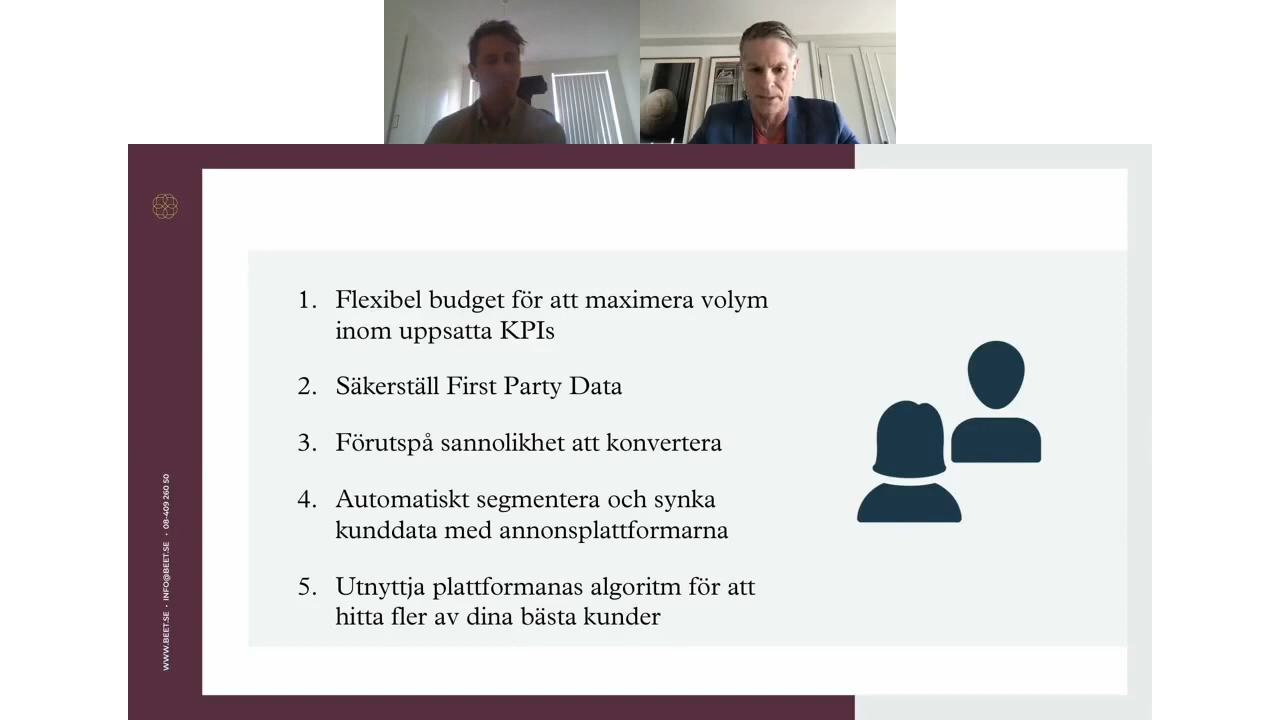 1. Flexibel budget för att maximera volym
inom uppsatta KPIs
2. Säkerställ First Party Data
3. Förutspå sannolikhet att konvertera
4. Automatiskt segmentera och synka
kunddata med annonsplattformarna
5. Utnyttja plattformanas algoritm för att
hitta fler av dina bästa kunder
WWW.BEET.SE • INFO@BEET.SE • 08-409 260 50